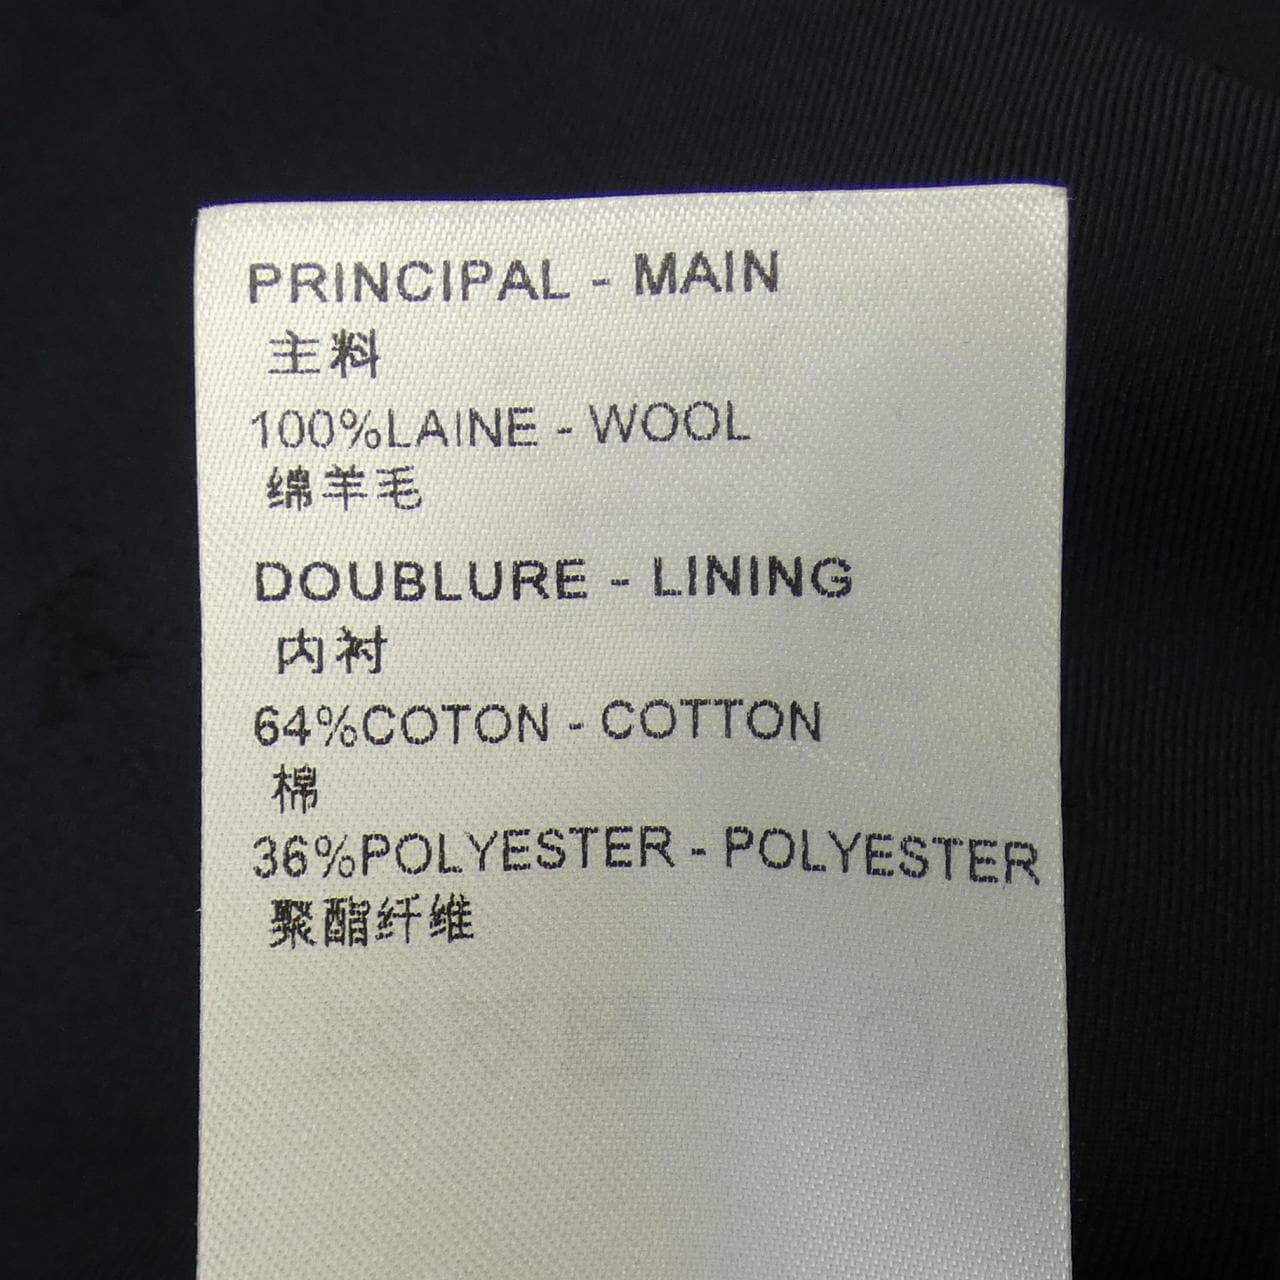 PRINCIPAL - MAIN
主料
100%LAINE - WOOL
绵羊毛
DOUBLURE - LINING
内衬
64%COTON - COTTON
棉
36%POLYESTER - POLYESTER
聚酯纤维